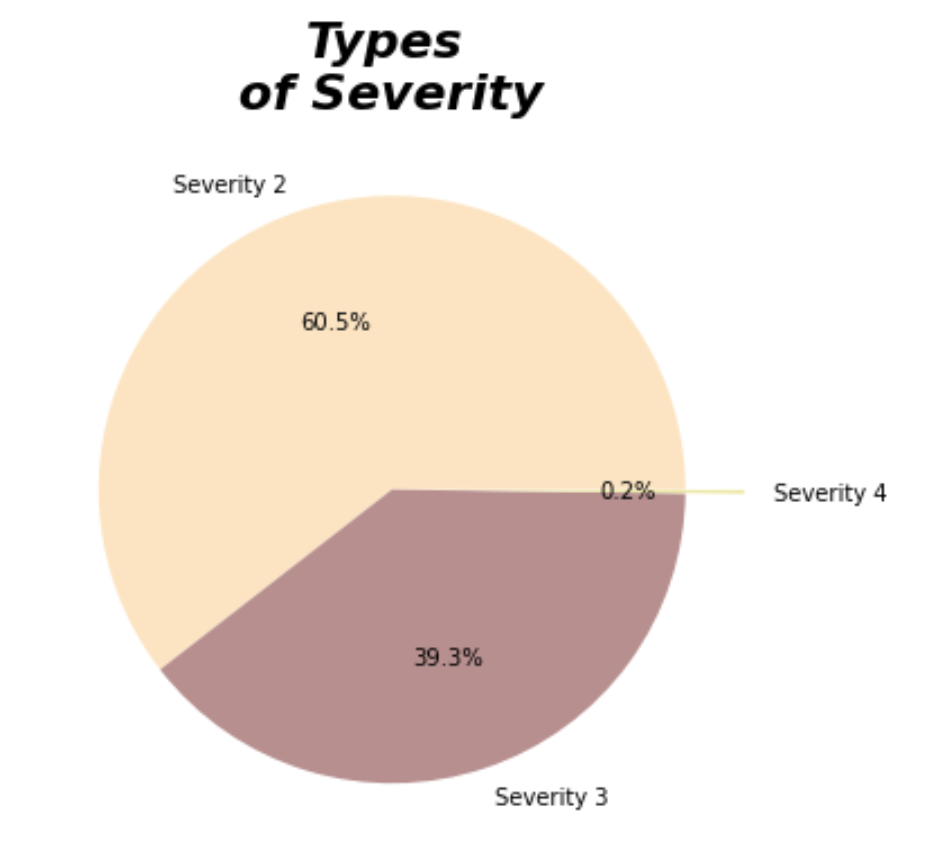 Types
of Severity
Severity 2
60.5%
0.2%
Severity 4
39.3%
Severity 3